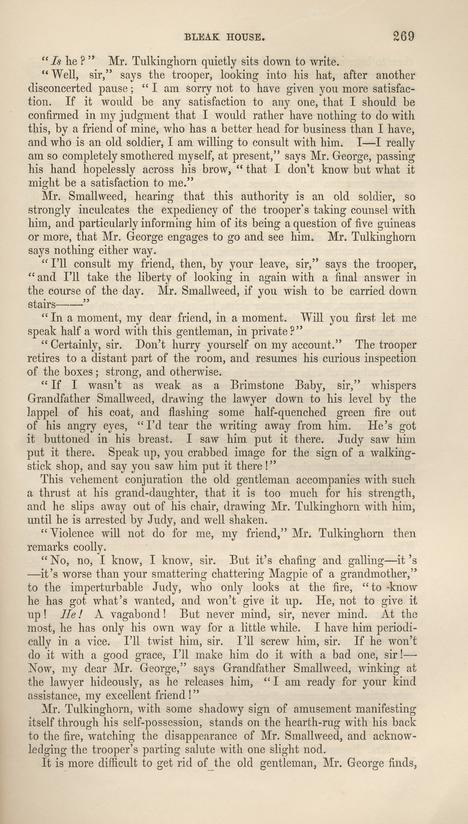 BLEAK HOUSE. 269
"Is he?" Mr. Tulkinghorn quietly sits down to write.
"Well, sir," says the trooper, looking into his hat, after another
disconcerted pause; "I am sorry not to have given you more satisfac-
tion. If it would be any satisfaction to any one, that I should be
confirmed in my judgment that I would rather have nothing to do with
this, by a friend of mine, who has a better head for business than I have,
and who is an old soldier, I am willing to consult with him. I—I really
am so completely smothered myself, at present," says Mr. George, passing
his hand hopelessly across his brow, "that I don't know but what it
might be a satisfaction to me."
Mr. Smallweed, hearing that this authority is an old soldier, so
strongly inculcates the expediency of the trooper's taking counsel with
him, and particularly informing him of its being a question of five guineas
or more, that Mr. George engages to go and see him. Mr. Tulkinghorn
says nothing either way.
"I'll consult my friend, then, by your leave, sir," says the trooper,
"and I'll take the liberty of looking in again with a final answer in
the course of the day. Mr. Smallweed, if you wish to be carried down
stairs——"
"In a moment, my dear friend, in a moment. Will you first let me
speak half a word with this gentleman, in private?"
"Certainly, sir. Don't hurry yourself on my account." The trooper
retires to a distant part of the room, and resumes his curious inspection
of the boxes; strong, and otherwise.
"If I wasn't as weak as a Brimstone Baby, sir," whispers
Grandfather Smallweed, drawing the lawyer down to his level by the
lappel of his coat, and flashing some half-quenched green fire out
of his angry eyes, "I'd tear the writing away from him. He's got
it buttoned in his breast. I saw him put it there. Judy saw him
put it there. Speak up, you crabbed image for the sign of a walking-
stick shop, and say you saw him put it there!"
This vehement conjuration the old gentleman accompanies with such
a thrust at his grand-daughter, that it is too much for his strength,
and he slips away out of his chair, drawing Mr. Tulkinghorn with him,
until he is arrested by Judy, and well shaken.
"Violence will not do for me, my friend," Mr. Tulkinghorn then
remarks coolly.
"No, no, I know, I know, sir. But it's chafing and galling—it 's
—it's worse than your smattering chattering Magpie of a grandmother,"
to the imperturbable Judy, who only looks at the fire, "to know
he has got what's wanted, and won't give it up. He, not to give it
up! He! A vagabond! But never mind, sir, never mind. At the
most, he has only his own way for a little while. I have him periodi-
cally in a vice. I'll twist him, sir. I'll screw him, sir. If he won't
do it with a good grace, I'll make him do it with a bad one, sir!—
Now, my dear Mr. George," says Grandfather Smallweed, winking at
the lawyer hideously, as he releases him, "I am ready for your kind
assistance, my excellent friend!"
Mr. Tulkinghorn, with some shadowy sign of amusement manifesting
itself through his self-possession, stands on the hearth-rug with his back
to the fire, watching the disappearance of Mr. Smallweed, and acknow-
ledging the trooper's parting salute with one slight nod.
It is more difficult to get rid of the old gentleman, Mr. George finds,